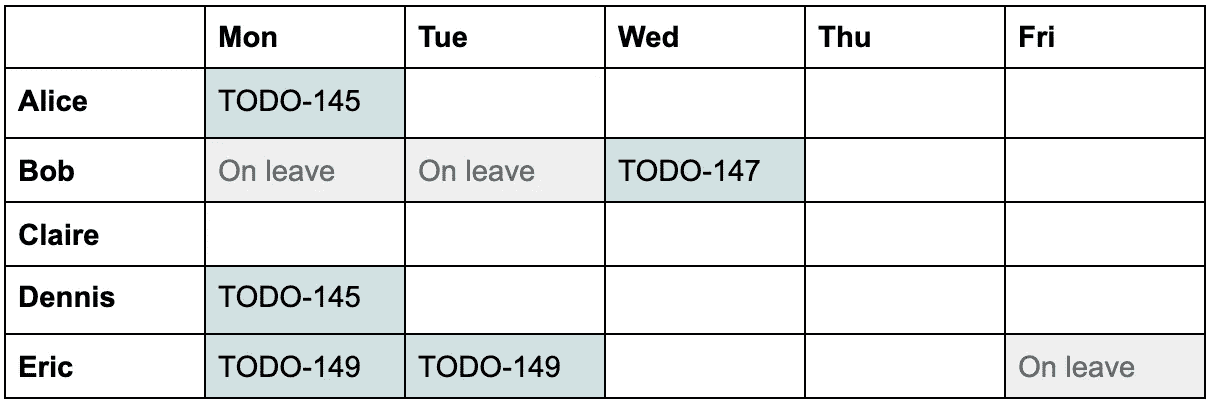 Mon Tue Wed Thu Fri
Alice TODO-145
Bob On leave On leave TODO-147
Claire
Dennis TODO-145
Eric TODO-149 TODO-149 On leave